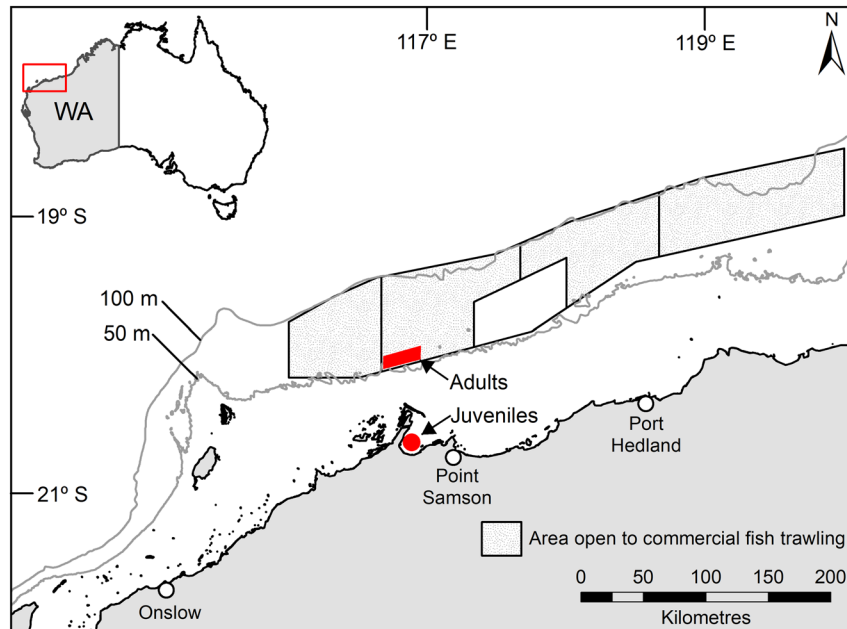 117º E
119º E
N
WA
19º S
100 m
50 m
Adults
Juveniles
Port
Hedland
Point
Samson
21º S
Area open to commercial fish trawling
Onslow
0 50 100 150 200
Kilometres